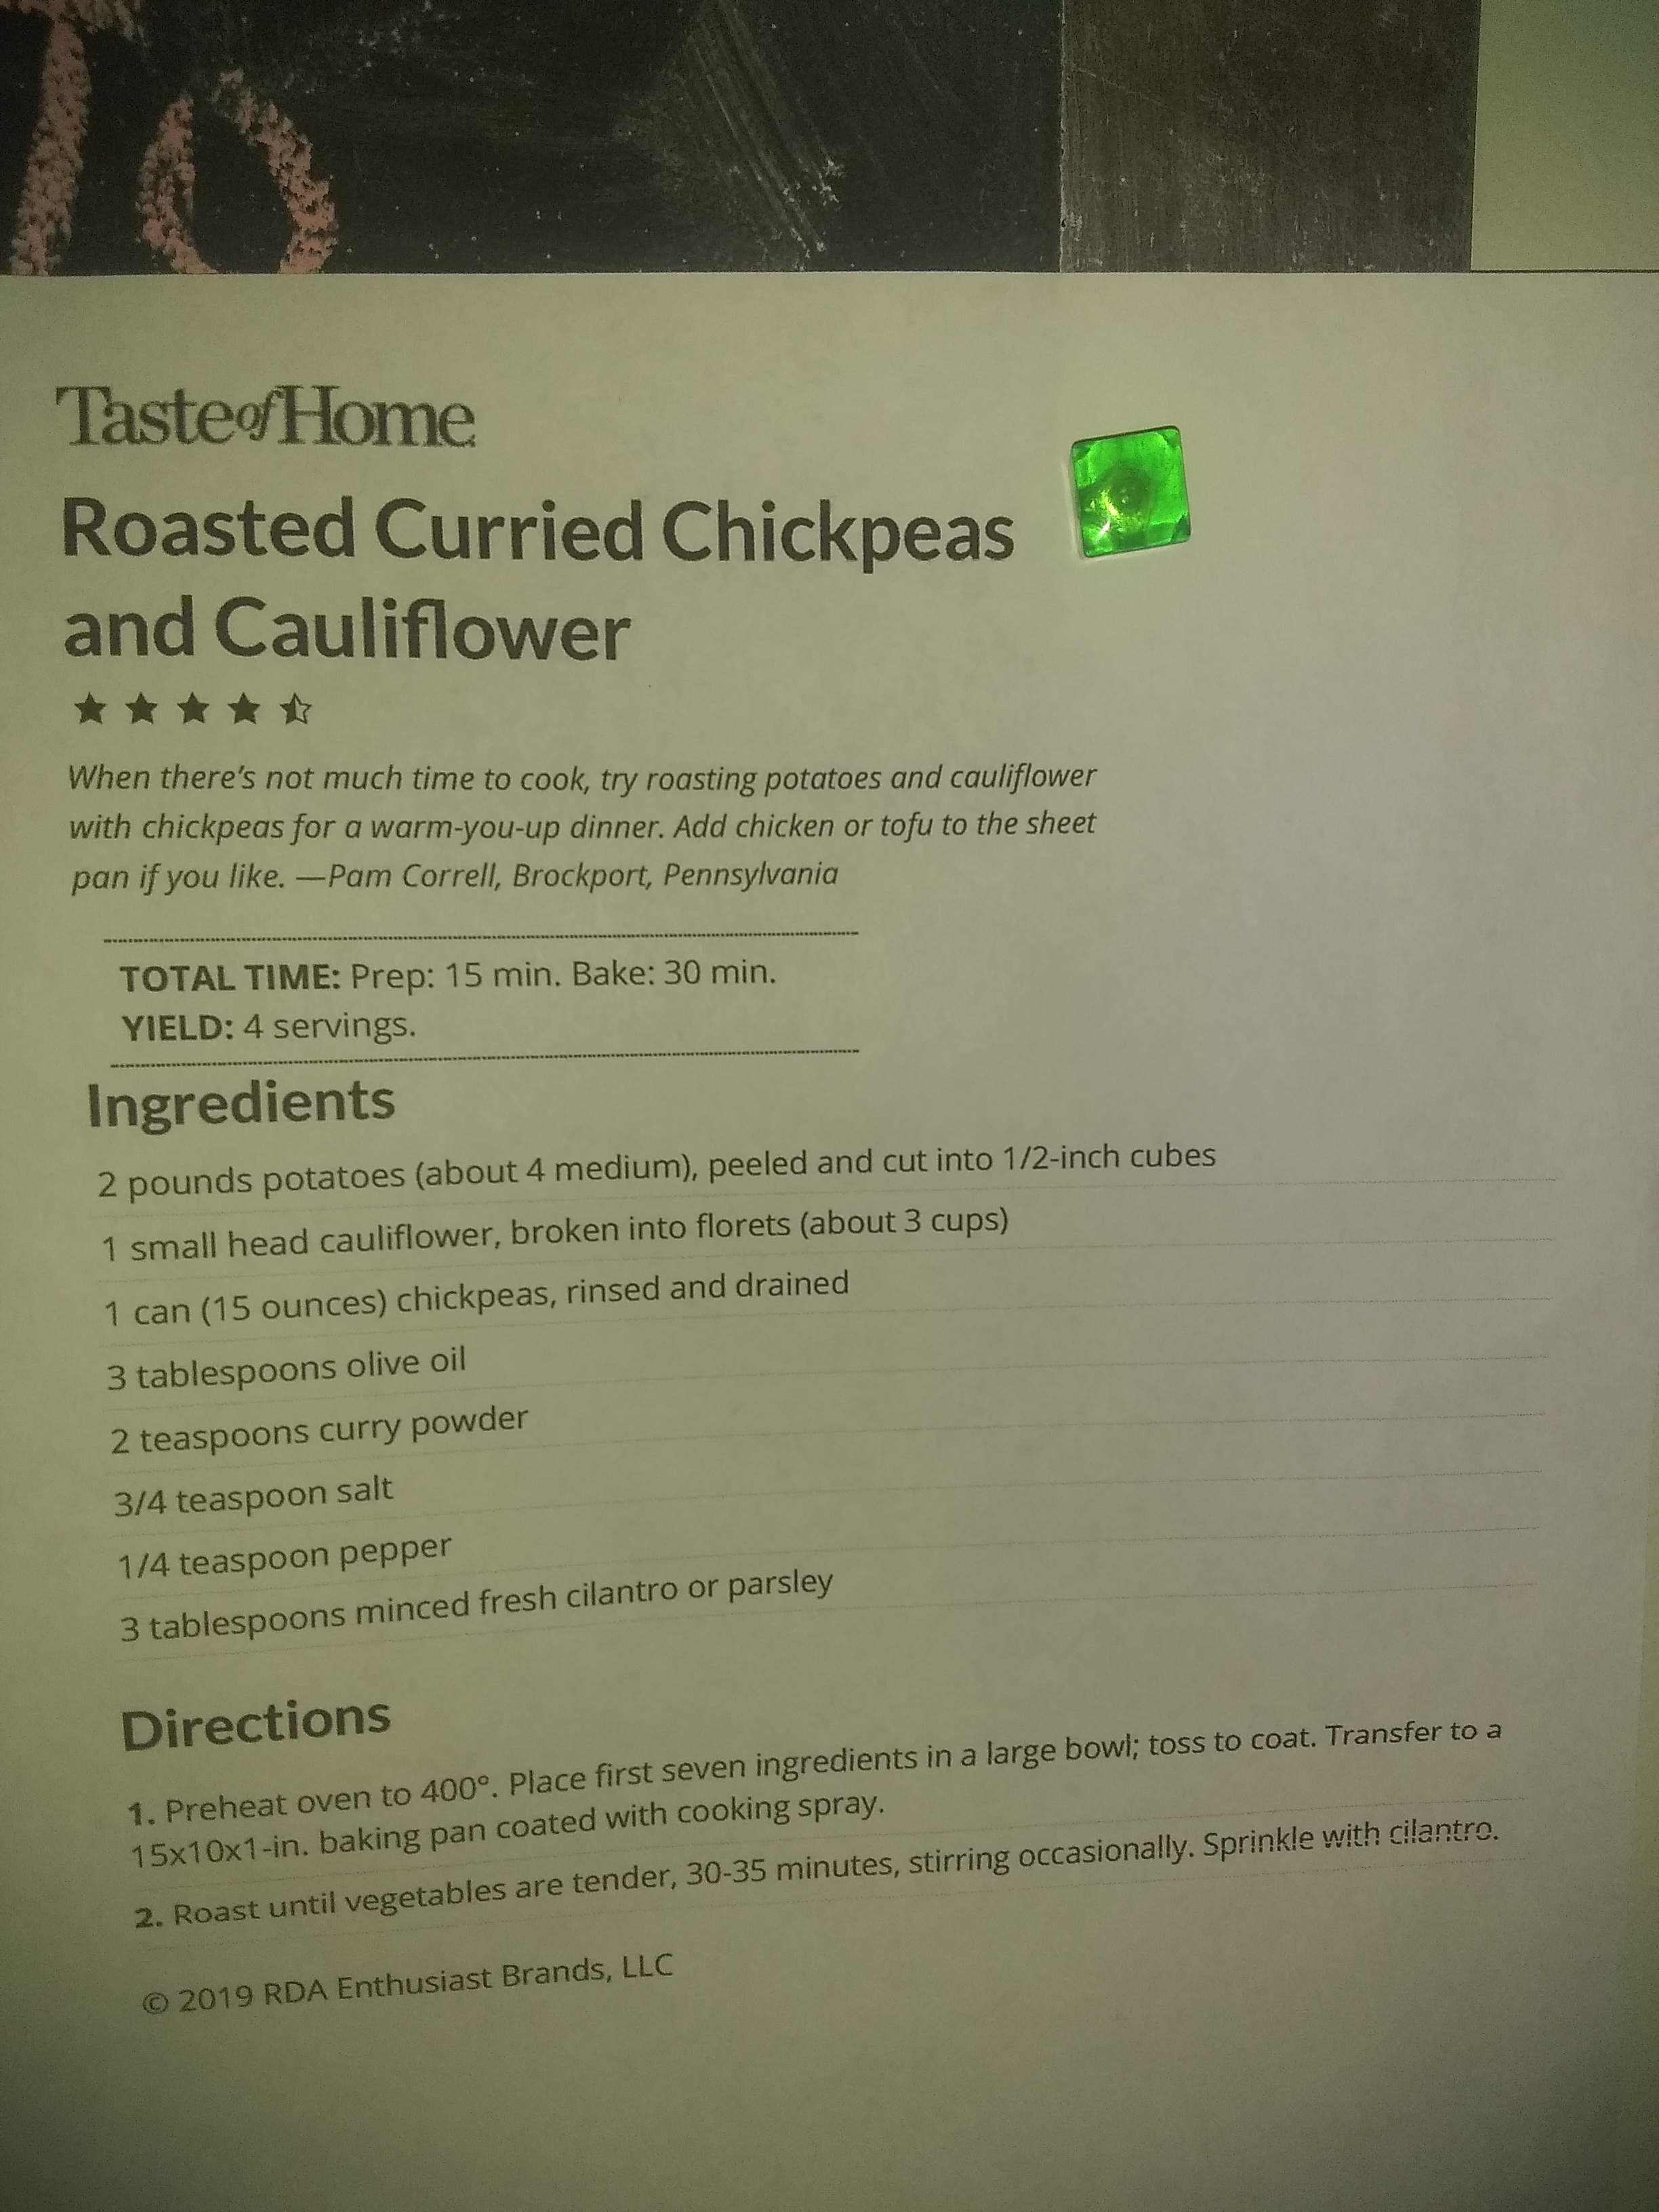 Taste of Home
Roasted Curried Chickpeas
and Cauliflower
When there's not much time to cook, try roasting potatoes and cauliflower
with chickpeas for a warm-you-up dinner. Add chicken or tofu to the sheet
pan if you like. —Pam Correll, Brockport, Pennsylvania
TOTAL TIME: Prep: 15 min. Bake: 30 min.
YIELD: 4 servings.
Ingredients
2 pounds potatoes (about 4 medium), peeled and cut into 1/2-inch cubes
1 small head cauliflower, broken into florets (about 3 cups)
1 can (15 ounces) chickpeas, rinsed and drained
3 tablespoons olive oil
2 teaspoons curry powder
3/4 teaspoon salt
1/4 teaspoon pepper
3 tablespoons minced fresh cilantro or parsley
Directions
1. Preheat oven to 400°. Place first seven ingredients in a large bowl; toss to coat. Transfer to a
15x10x1-in. baking pan coated with cooking spray.
2. Roast until vegetables are tender, 30-35 minutes, stirring occasionally. Sprinkle with cilantro.
© 2019 RDA Enthusiast Brands, LLC